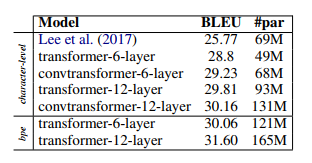 Model BLEU #par
character-level
Lee et al. (2017) 25.77 69M
transformer-6-layer 28.8 49M
convtransformer-6-layer 29.23 68M
transformer-12-layer 29.81 93M
convtransformer-12-layer 30.16 131M
bpe
transformer-6-layer 30.06 121M
transformer-12-layer 31.60 165M